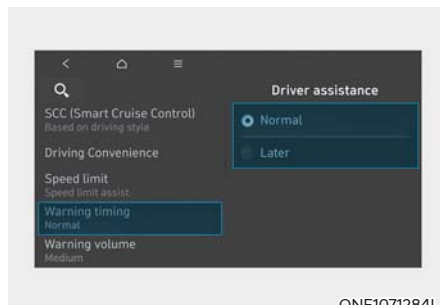 Driver assistance
SCC (Smart Cruise Control)
Based on driving style
Driving Convenience
Speed limit
Speed limit assist
Warning timing
Normal
Warning volume
Medium
Normal
Later